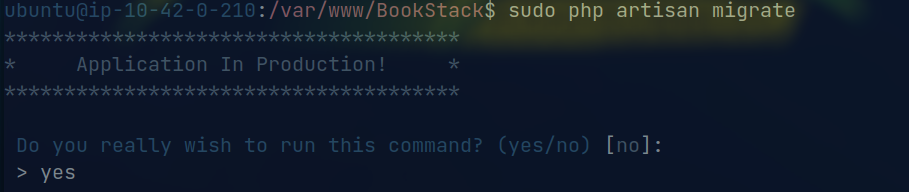 ubuntu@ip-10-42-0-210:/var/www/BookStack$ sudo php artisan migrate
**************************************
*     Application In Production!     *
**************************************
Do you really wish to run this command? (yes/no) [no]:
> yes